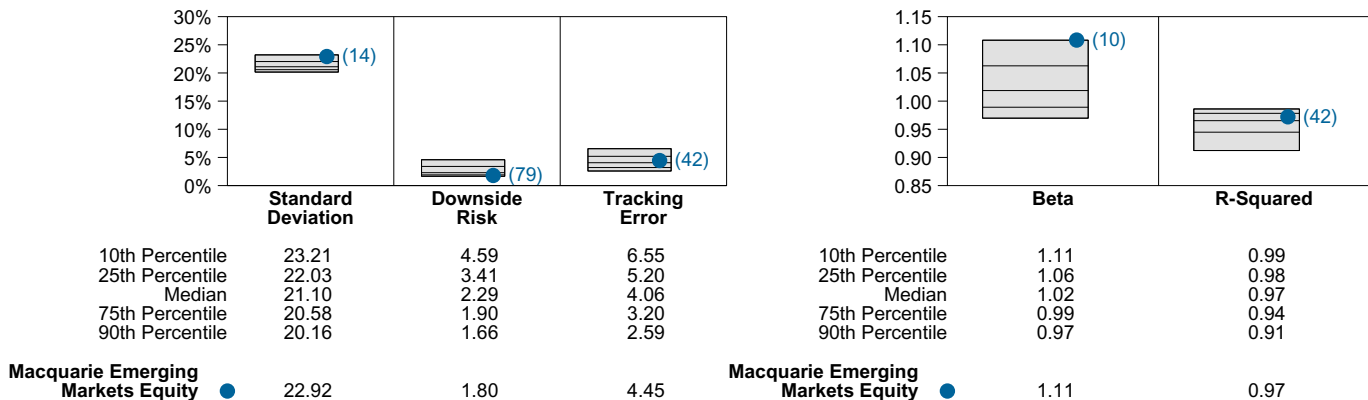 30%
25%
20%
15%
10%
5%
0%
(14)
(79)
(42)
Standard
Deviation
Downside
Risk
Tracking
Error
10th Percentile 23.21 4.59 6.55
25th Percentile 22.03 3.41 5.20
Median 21.10 2.29 4.06
75th Percentile 20.58 1.90 3.20
90th Percentile 20.16 1.66 2.59
Macquarie Emerging
Markets Equity 22.92 1.80 4.45
1.15
1.10
1.05
1.00
0.95
0.90
0.85
(10)
(42)
Beta R-Squared
10th Percentile 1.11 0.99
25th Percentile 1.06 0.98
Median 1.02 0.97
75th Percentile 0.99 0.94
90th Percentile 0.97 0.91
Macquarie Emerging
Markets Equity 1.11 0.97